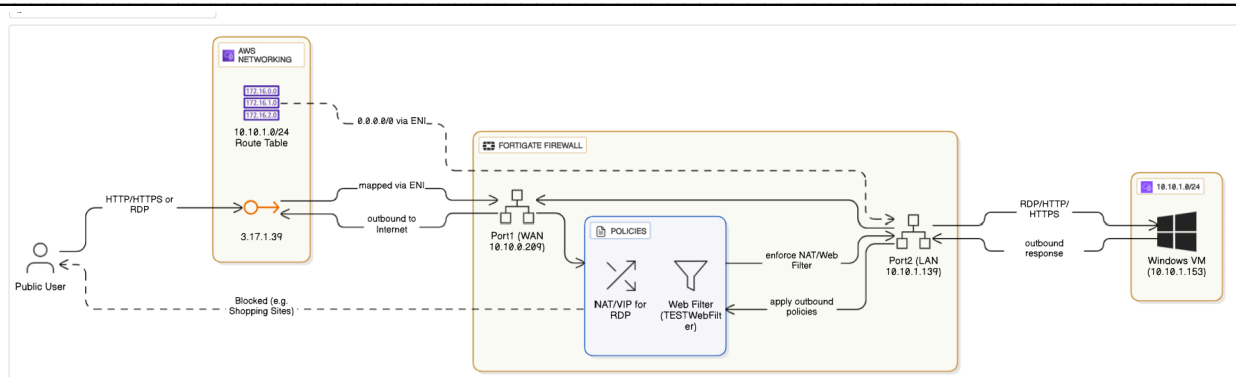 AWS
NETWORKING
172.16.0.0
172.16.1.0
172.16.2.0
10.10.1.0/24
Route Table
0.0.0.0/0 via ENI
FORTIGATE FIREWALL
10.10.1.0/24
HTTP/HTTPS or
RDP
mapped via ENI
RDP/HTTP/
HTTPS
3.17.1.39
outbound to
Internet
Port1 (WAN
10.10.0.209)
POLICIES
enforce NAT/Web
Filter
Port2 (LAN
10.10.1.139)
outbound
response
Windows VM
(10.10.1.153)
Public User
Blocked (e.g.
Shopping Sites)
NAT/VIP for
RDP
Web Filter
(TESTWebFilt
er)
apply outbound
policies